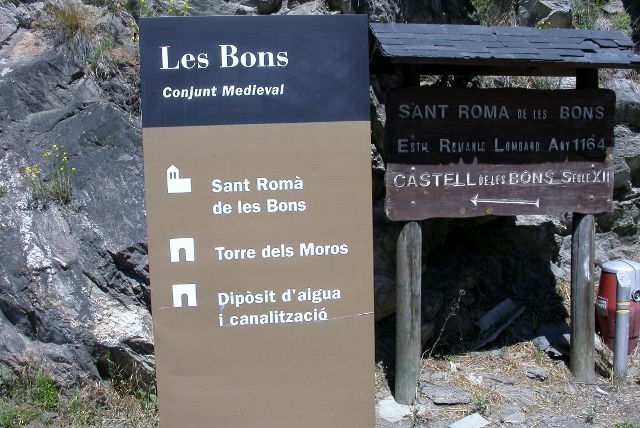 Les Bons
Conjunt Medieval
Sant Romà
de les Bons
Torre dels Moros
Dipòsit d'aigua
i canalització
SANT ROMA DE LES BONS
ESTIL ROMANIC LOMBARD ANY 1164
CASTELL DE LES BONS SEGLE XII